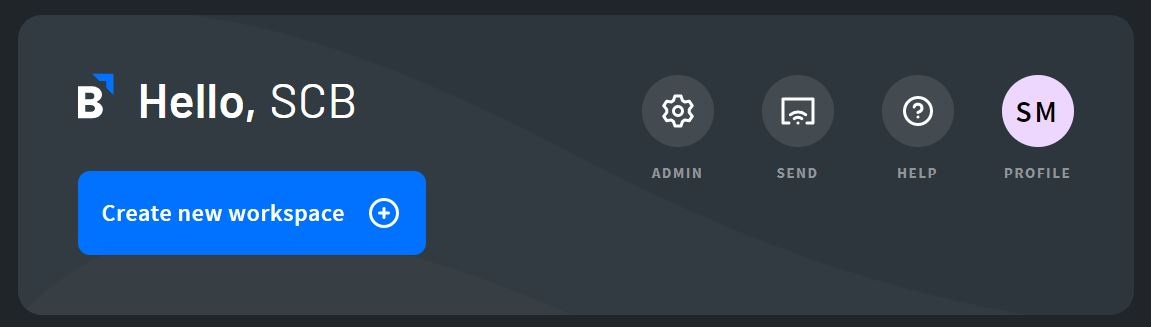 B Hello, SCB
Create new workspace
SM
ADMIN SEND HELP PROFILE